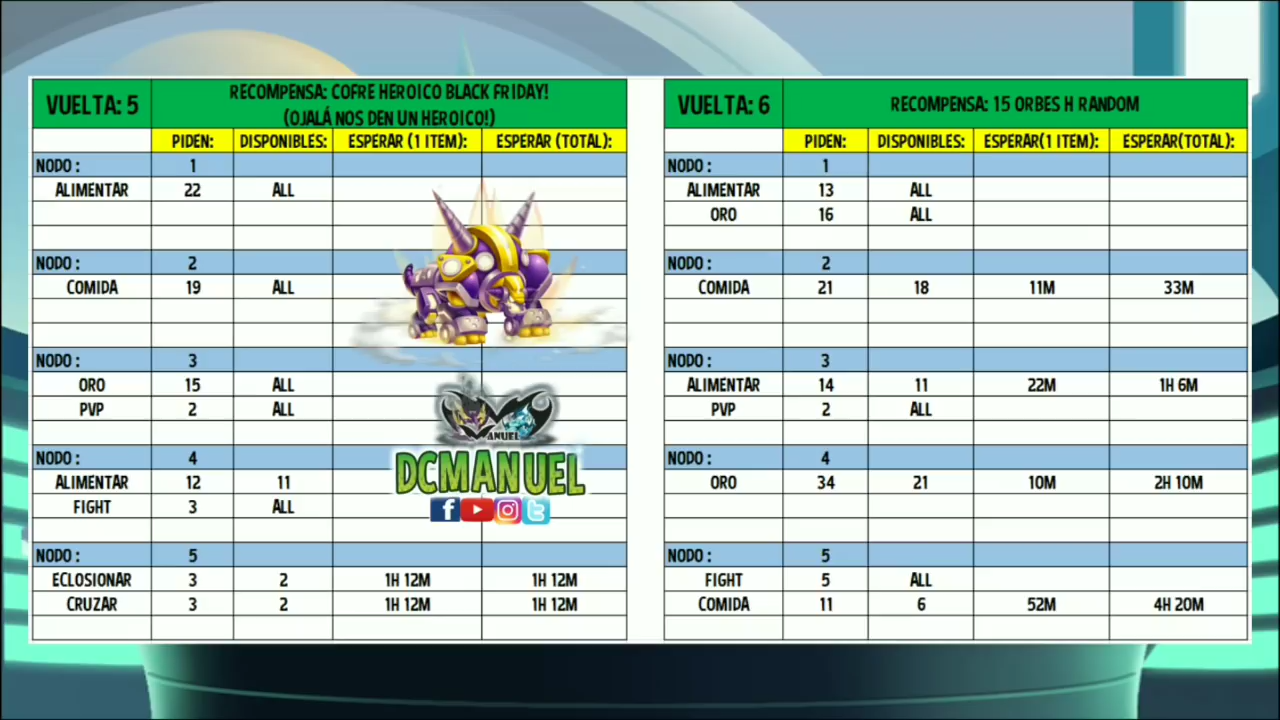 VUELTA: 5
RECOMPENSA: COFRE HEROICO BLACK FRIDAY!
(OJALÁ NOS DEN UN HEROICO!)
PIDEN: DISPONIBLES: ESPERAR (1 ITEM): ESPERAR (TOTAL):
NODO : 1
ALIMENTAR 22 ALL
NODO : 2
COMIDA 19 ALL
NODO : 3
ORO 15 ALL
PVP 2 ALL
NODO : 4
ALIMENTAR 12 11
FIGHT 3 ALL
NODO : 5
ECLOSIONAR 3 2 1H 12M 1H 12M
CRUZAR 3 2 1H 12M 1H 12M
MANUEL
DCMANUEL
VUELTA: 6
RECOMPENSA: 15 ORBES H RANDOM
PIDEN: DISPONIBLES: ESPERAR(1 ITEM): ESPERAR(TOTAL):
NODO : 1
ALIMENTAR 13 ALL
ORO 16 ALL
NODO : 2
COMIDA 21 18 11M 33M
NODO : 3
ALIMENTAR 14 11 22M 1H 6M
PVP 2 ALL
NODO : 4
ORO 34 21 10M 2H 10M
NODO : 5
FIGHT 5 ALL
COMIDA 11 6 52M 4H 20M